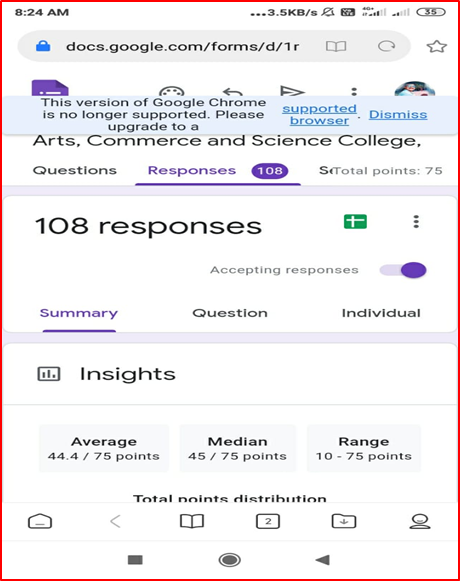 8:24 AM
...3.5KB/s 4G+ 35
docs.google.com/forms/d/1r
This version of Google Chrome
is no longer supported. Please
upgrade to a supported
browser. Dismiss
Arts, Commerce and Science College,
Questions Responses 108 Se Total points: 75
108 responses
Accepting responses
Summary Question Individual
Insights
Average Median Range
44.4 / 75 points 45 / 75 points 10 - 75 points
Total points distribution
2